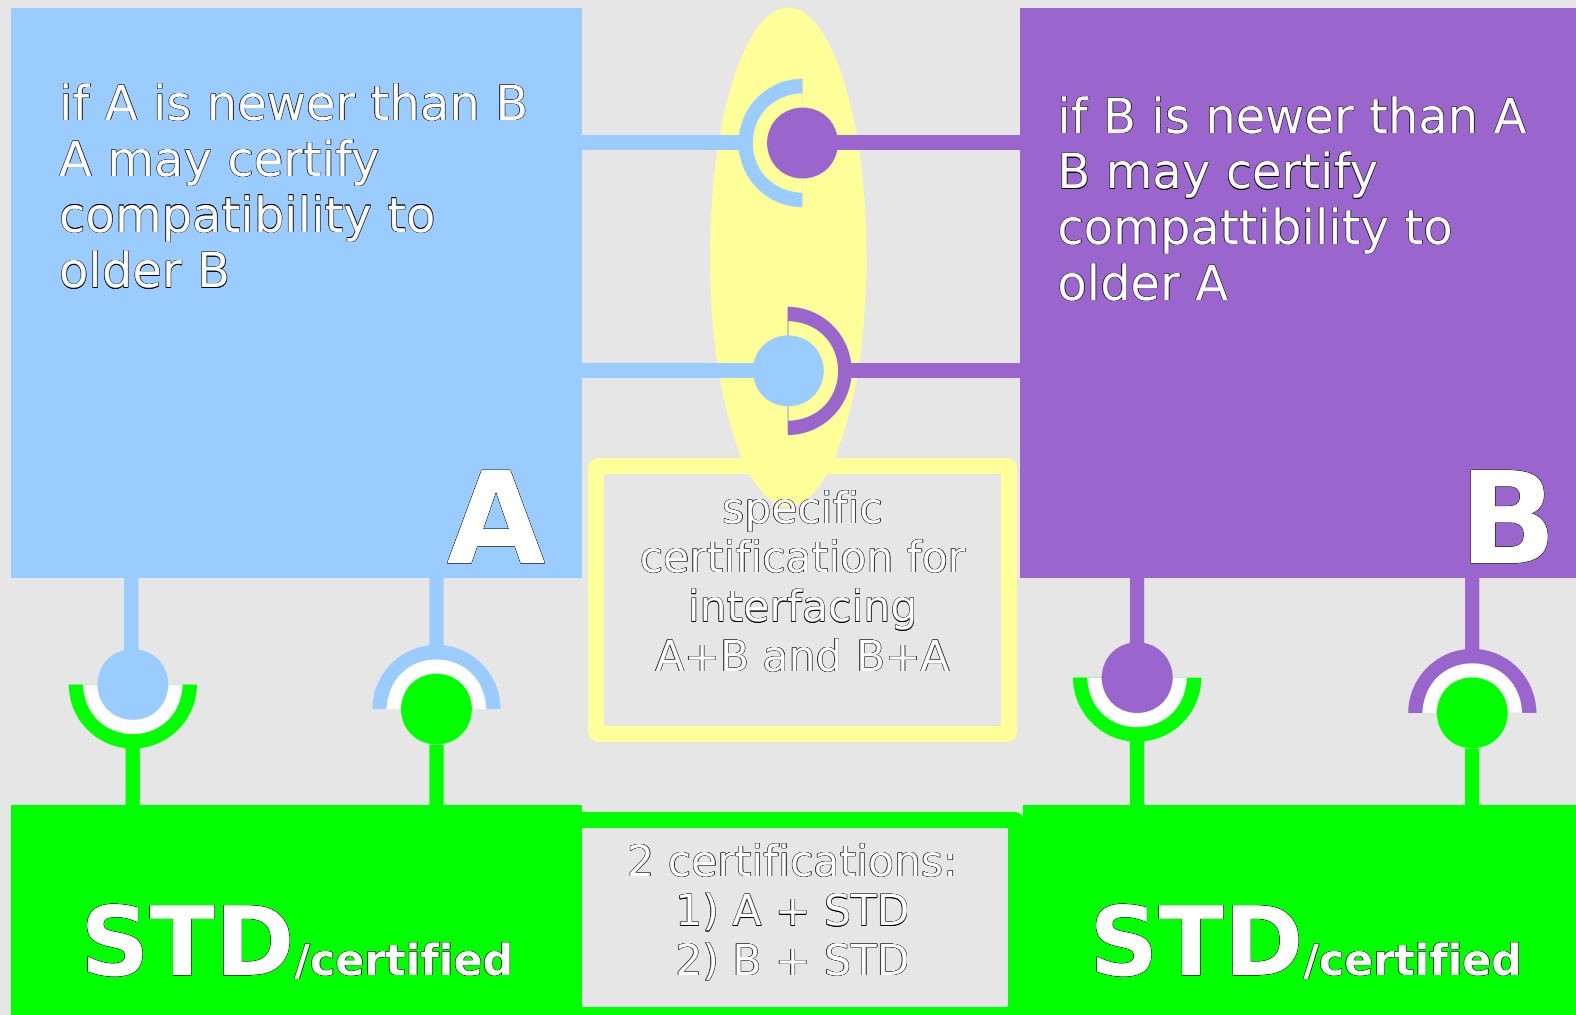 if A is newer than B
A may certify
compatibility to
older B
A
if B is newer than A
B may certify
compattibility to
older A
B
specific
certification for
interfacing
A+B and B+A
STD/certified
2 certifications:
1) A + STD
2) B + STD
STD/certified